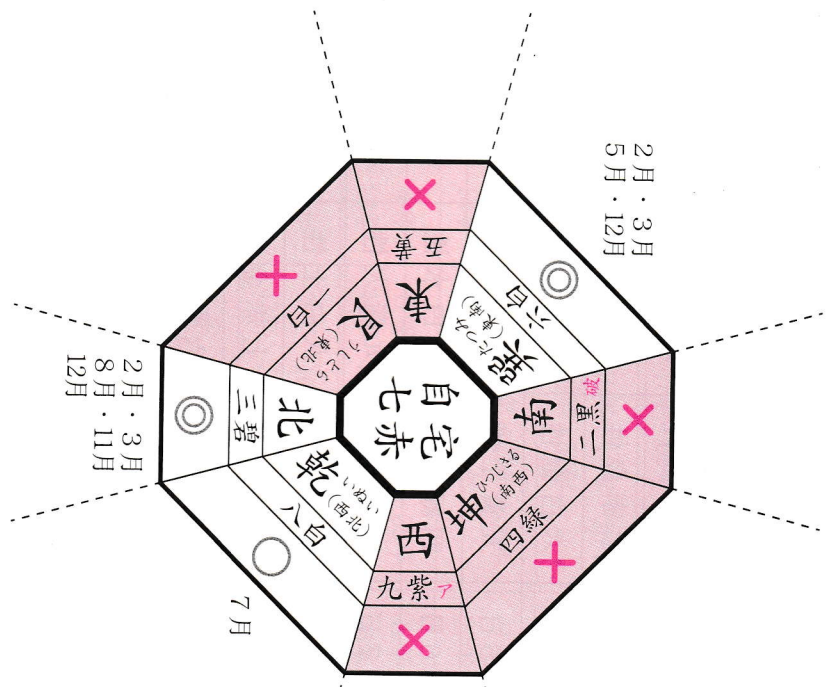 2月・3月
5月・12月
五黄
東
六白
たつみ
巽
(東南)
一白
うしとら
艮
(東北)
破
二黒
南
自宅
七赤
2月・3月
8月・11月
12月
三碧
北
ひつじさる
坤
(南西)
四緑
いぬい
乾
(西北)
八白
西
九紫ア
7月